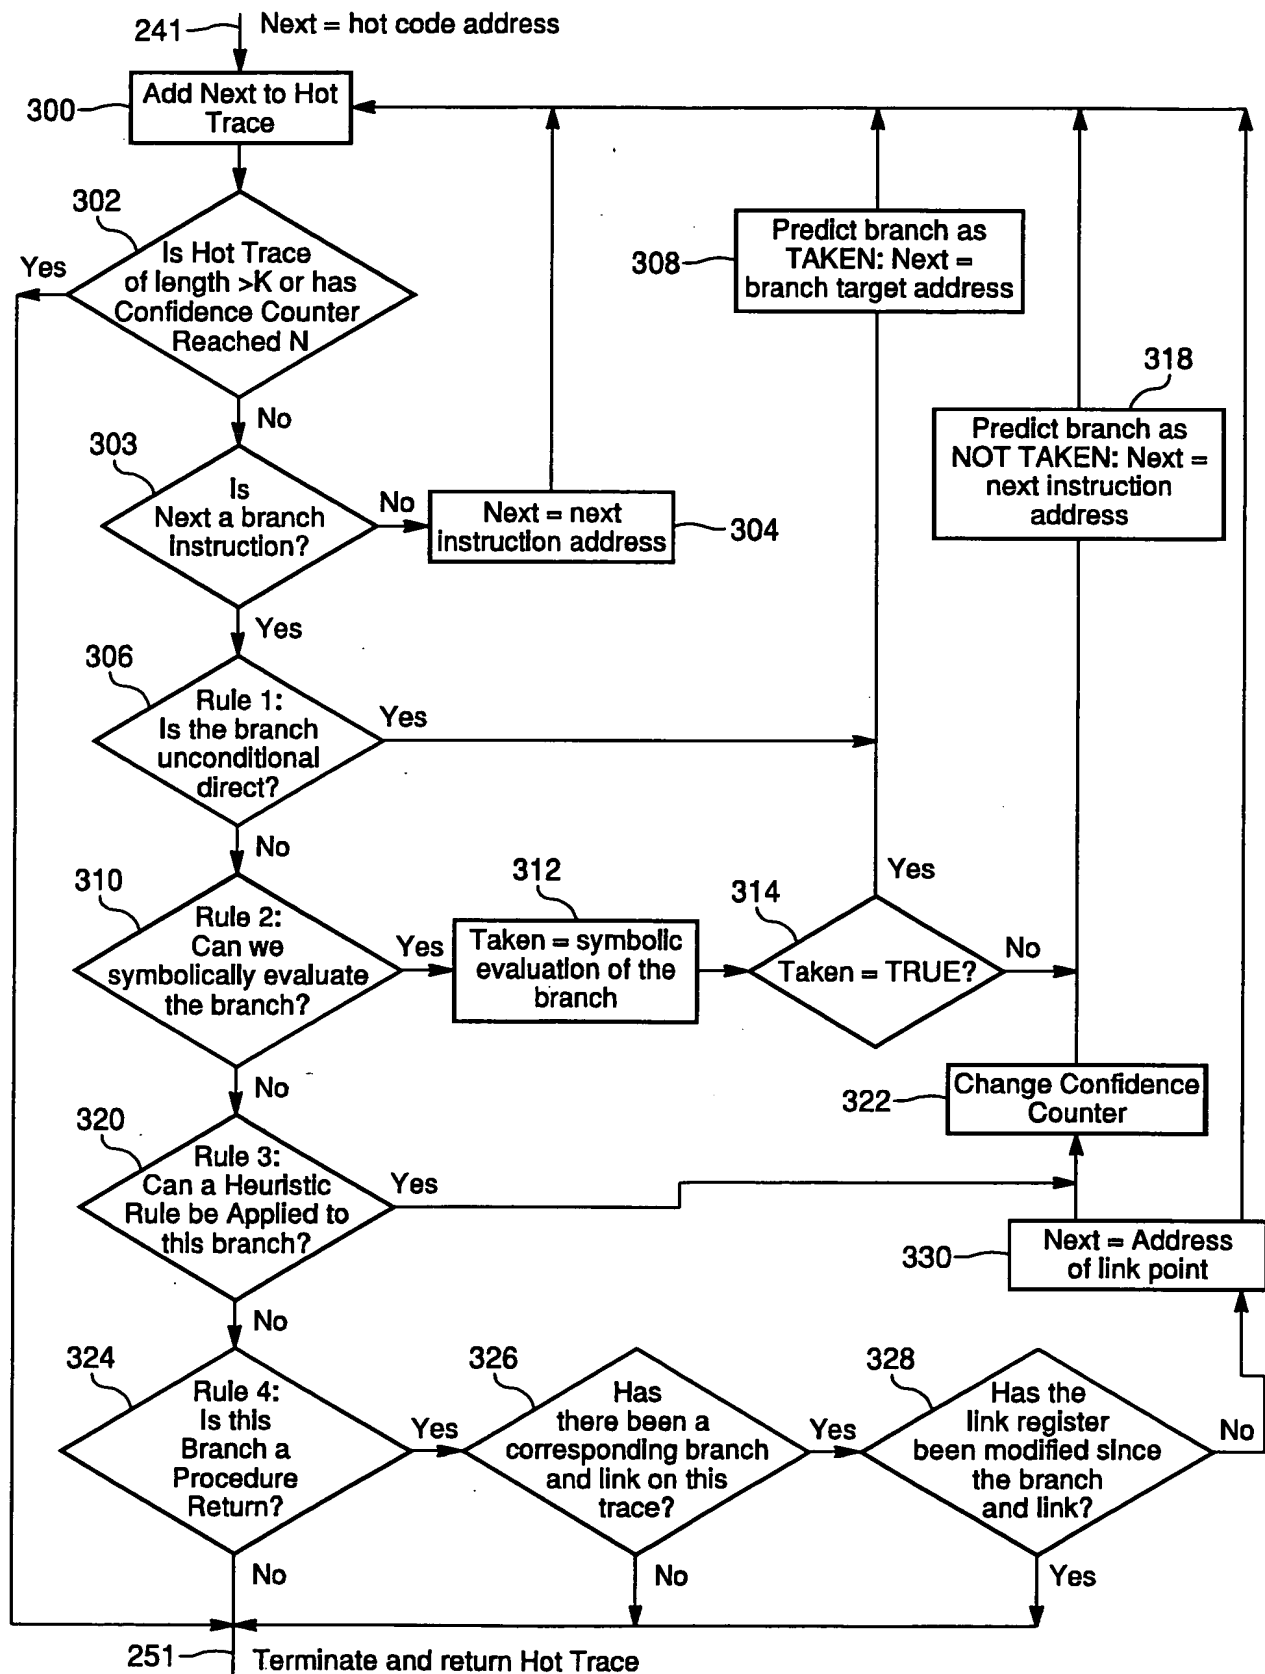 241
Next = hot code address
300
Add Next to Hot
Trace
302
Yes
Is Hot Trace
of length >K or has
Confidence Counter
Reached N
No
308
Predict branch as
TAKEN: Next =
branch target address
318
Predict branch as
NOT TAKEN: Next =
next instruction
address
303
Is
Next a branch
instruction?
No
Next = next
instruction address
304
Yes
306
Rule 1:
Is the branch
unconditional
direct?
Yes
No
310
Rule 2:
Can we
symbolically evaluate
the branch?
Yes
312
Taken = symbolic
evaluation of the
branch
314
Yes
Taken = TRUE?
No
No
322
Change Confidence
Counter
320
Rule 3:
Can a Heuristic
Rule be Applied to
this branch?
Yes
330
Next = Address
of link point
No
324
Rule 4:
Is this
Branch a
Procedure
Return?
Yes
326
Has
there been a
corresponding branch
and link on this
trace?
Yes
328
Has the
link register
been modified since
the branch
and link?
No
No
No
Yes
251
Terminate and return Hot Trace